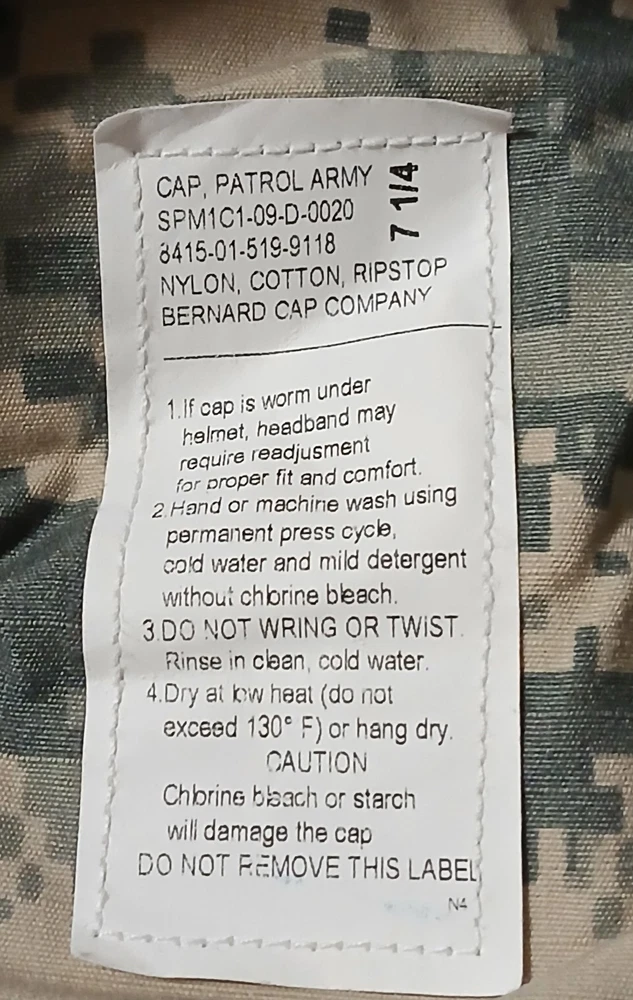 CAP, PATROL ARMY
SPM1C1-09-D-0020
8415-01-519-9118
7 1/4
NYLON, COTTON, RIPSTOP
BERNARD CAP COMPANY
1.If cap is worm under
helmet, headband may
require readjusment
for proper fit and comfort.
2.Hand or machine wash using
permanent press cycle,
cold water and mild detergent
without chlorine bleach.
3.DO NOT WRING OR TWIST.
Rinse in clean, cold water.
4.Dry at low heat (do not
exceed 130° F) or hang dry.
CAUTION
Chlorine bleach or starch
will damage the cap
DO NOT REMOVE THIS LABEL
N4